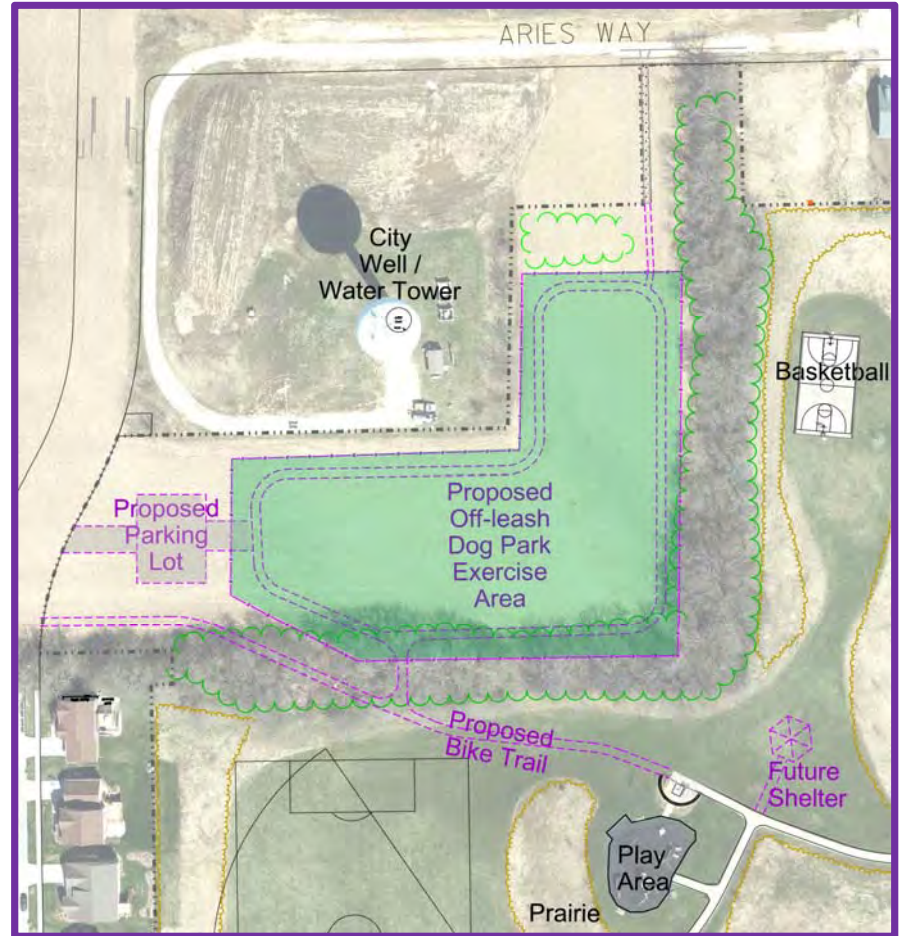 ARIES WAY
City
Well /
Water Tower
Basketball
Proposed
Parking
Lot
Proposed
Off-leash
Dog Park
Exercise
Area
Proposed
Bike Trail
Future
Shelter
Play
Area
Prairie